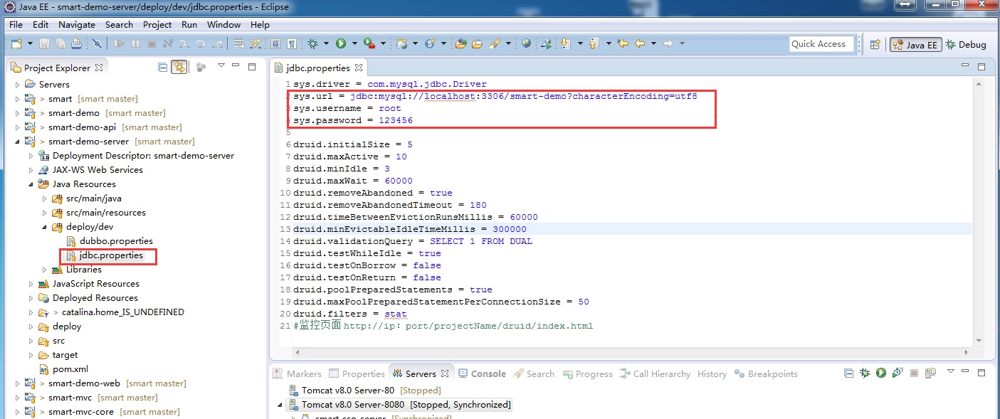 Java EE - smart-demo-server/deploy/dev/jdbc.properties - Eclipse
File Edit Navigate Search Project Run Window Help
Quick Access
Java EE
Debug
Project Explorer
Servers
> smart [smart master]
> smart-demo [smart master]
> smart-demo-api [smart master]
> smart-demo-server [smart master]
Deployment Descriptor: smart-demo-server
JAX-WS Web Services
Java Resources
src/main/java
src/main/resources
deploy/dev
dubbo.properties
jdbc.properties
Libraries
JavaScript Resources
Deployed Resources
> catalina.home_IS_UNDEFINED
deploy
src
target
pom.xml
> smart-demo-web [smart master]
> smart-mvc [smart master]
> smart-mvc-core [smart master]
jdbc.properties
1 sys.driver = com.mysql.jdbc.Driver
2 sys.url = jdbc:mysql://localhost:3306/smart-demo?characterEncoding=utf8
3 sys.username = root
4 sys.password = 123456
5
6 druid.initialSize = 5
7 druid.maxActive = 10
8 druid.minIdle = 3
9 druid.maxWait = 60000
10 druid.removeAbandoned = true
11 druid.removeAbandonedTimeout = 180
12 druid.timeBetweenEvictionRunsMillis = 60000
13 druid.minEvictableIdleTimeMillis = 300000
14 druid.validationQuery = SELECT 1 FROM DUAL
15 druid.testWhileIdle = true
16 druid.testOnBorrow = false
17 druid.testOnReturn = false
18 druid.poolPreparedStatements = true
19 druid.maxPoolPreparedStatementPerConnectionSize = 50
20 druid.filters = stat
21 #监控页面 http://ip: port/projectName/druid/index.html
Markers Properties Servers Console Search Progress Call Hierarchy History Breakpoints
Tomcat v8.0 Server-80 [Stopped]
Tomcat v8.0 Server-8080 [Stopped, Synchronized]
smart-sso-server [Synchronized]